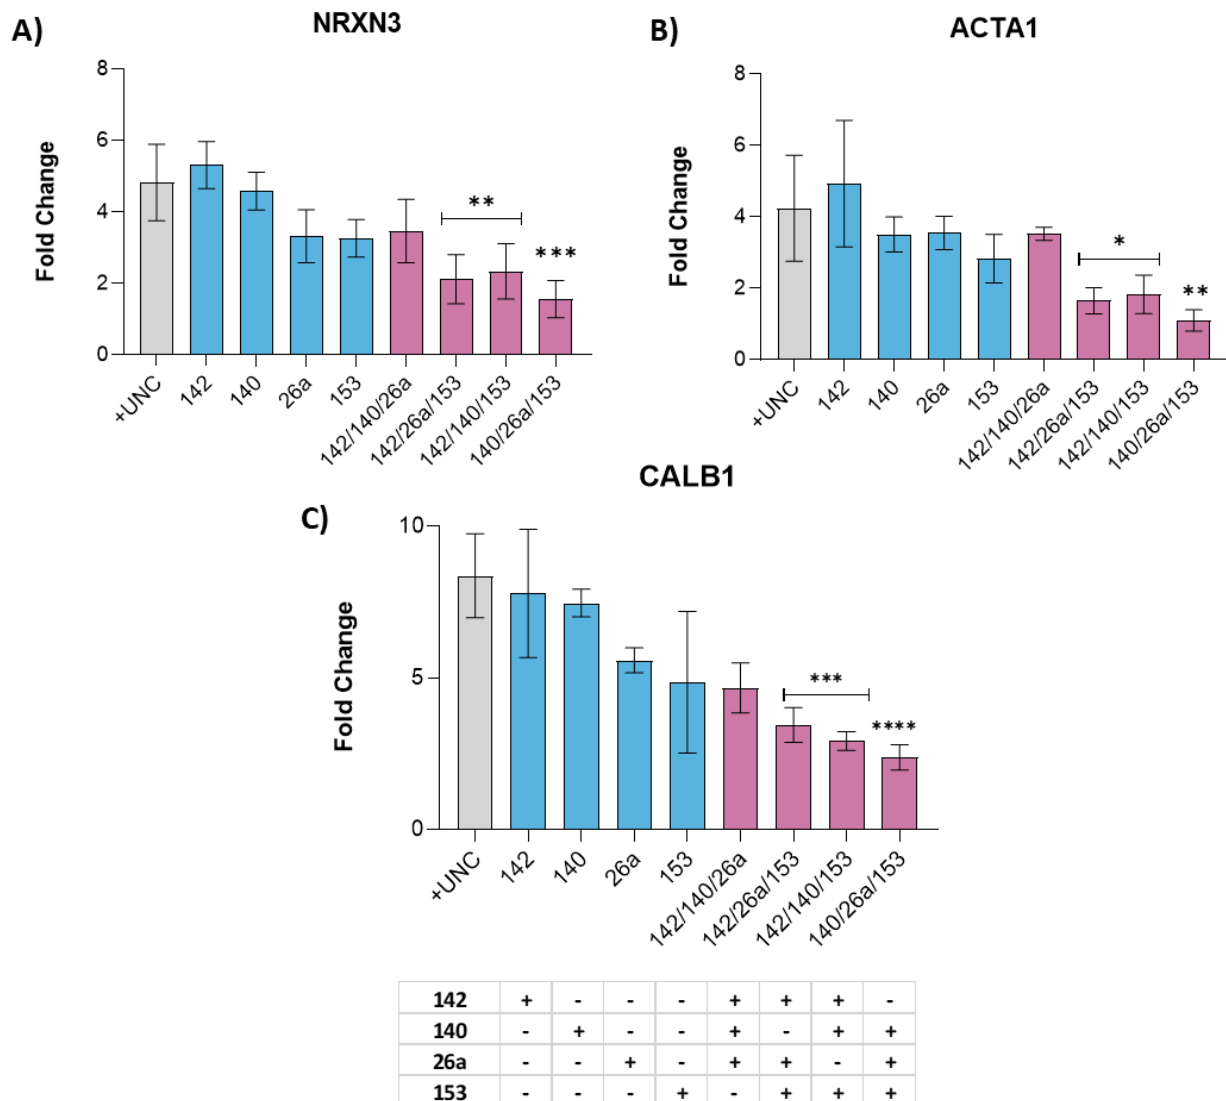 A)
NRXN3
8
6
4
2
0
Fold Change
**
***
+UNC
142
140
26a
153
142/140/26a
142/26a/153
142/140/153
140/26a/153
B)
ACTA1
8
6
4
2
0
Fold Change
*
**
+UNC
142
140
26a
153
142/140/26a
142/26a/153
142/140/153
140/26a/153
C)
CALB1
10
5
0
Fold Change
***
****
+UNC
142
140
26a
153
142/140/26a
142/26a/153
142/140/153
140/26a/153
142 + - - - + + + -
140 - + - - + - + +
26a - - + - + + - +
153 - - - + - + + +